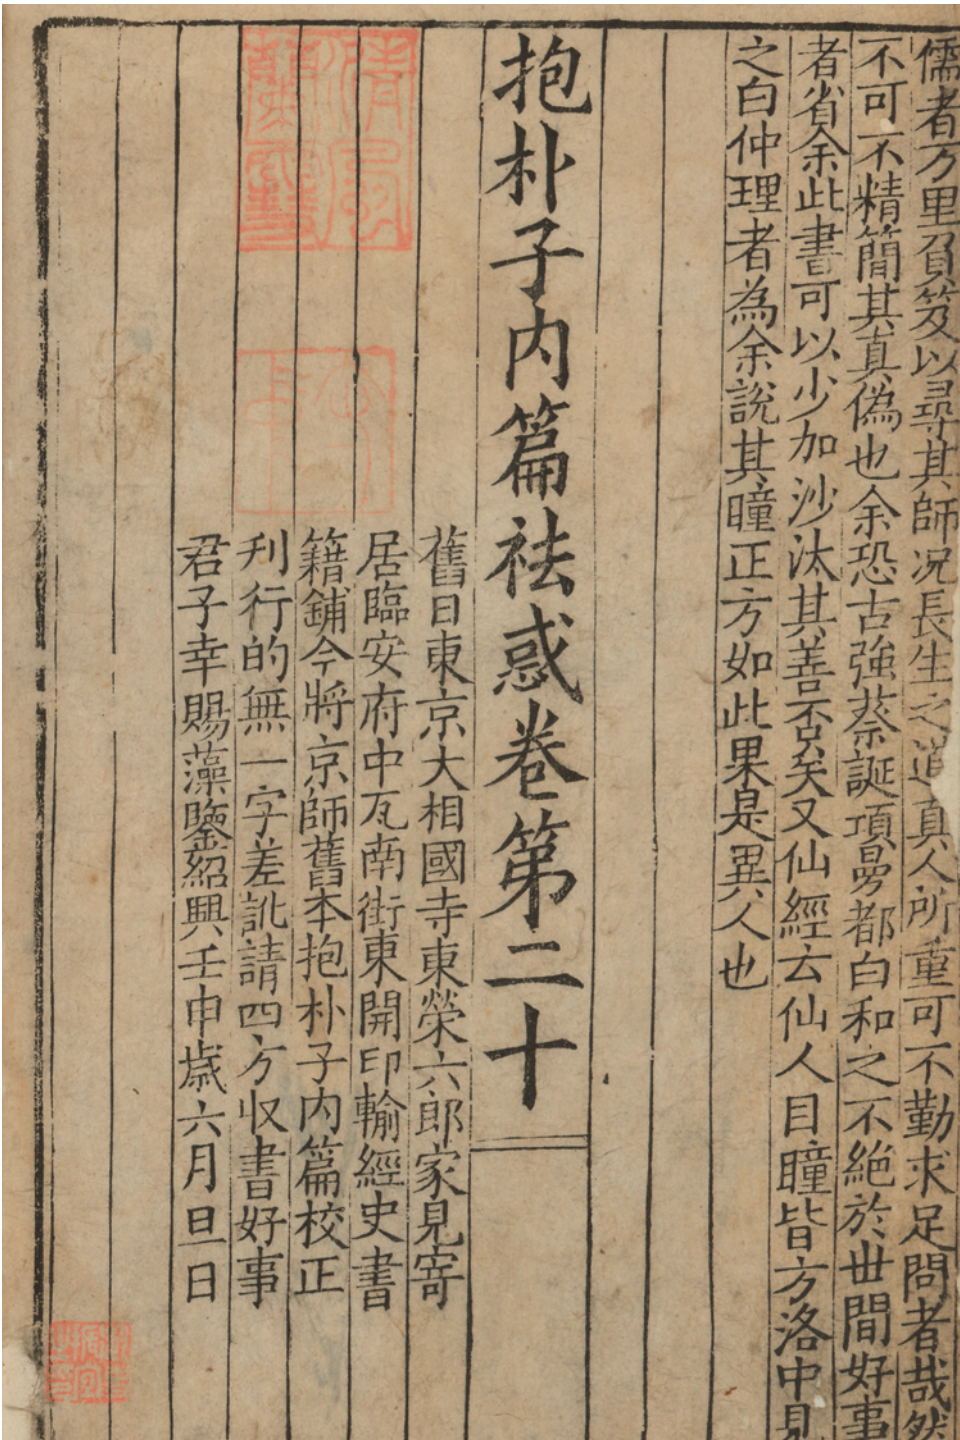 儒者万里負笈以尋其師况長生之道真人所重可不勤求足問者哉然
不可不精簡其真偽也余恐古強蔡誕項曼都白和之不絶於丗間好事
者省余此書可以少加沙汰其善否矣又仙經云仙人目瞳皆方洛中見
之白仲理者為余說其瞳正方如此果是異人也
抱朴子内篇祛惑卷第二十
舊日東京大相國寺東榮六郎家見寄
居臨安府中瓦南街東開印輸經史書
籍鋪今將京師舊本抱朴子内篇校正
刋行的無一字差訛請四方収書好事
君子幸賜藻鑒紹興壬申歲六月旦日